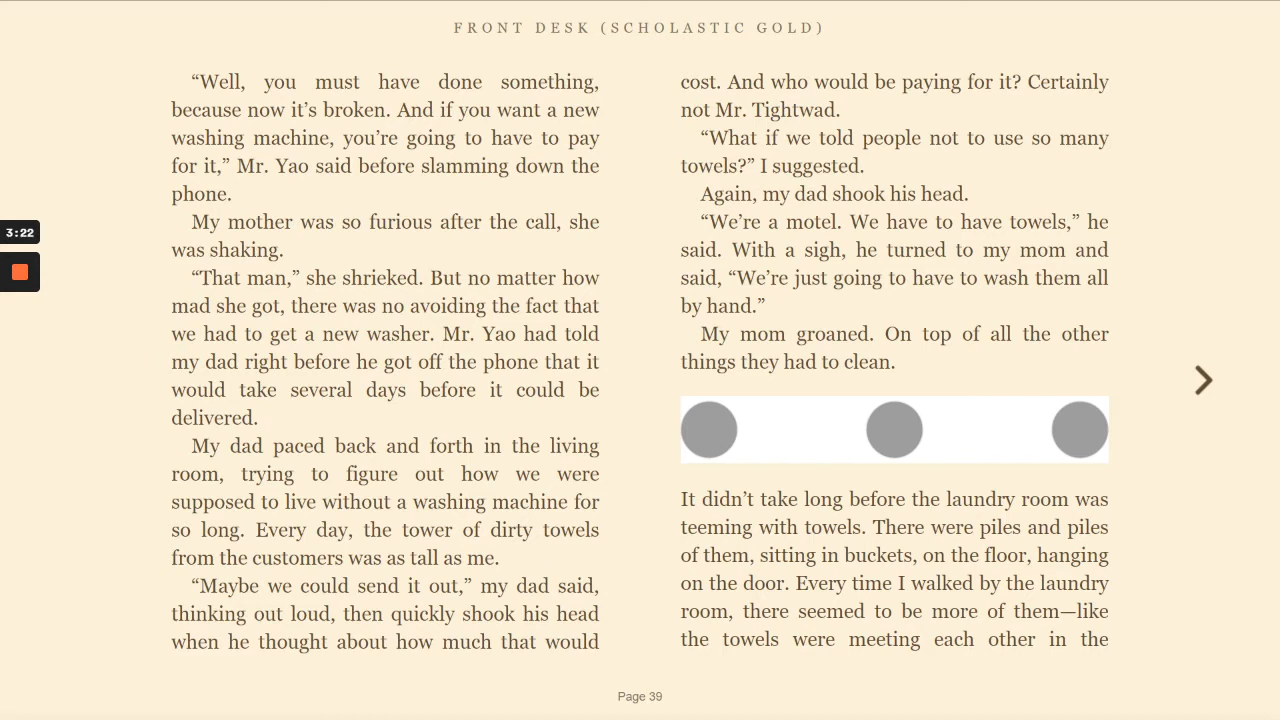 FRONT DESK (SCHOLASTIC GOLD)
“Well, you must have done something,
because now it’s broken. And if you want a new
washing machine, you’re going to have to pay
for it,” Mr. Yao said before slamming down the
phone.
My mother was so furious after the call, she
was shaking.
“That man,” she shrieked. But no matter how
mad she got, there was no avoiding the fact that
we had to get a new washer. Mr. Yao had told
my dad right before he got off the phone that it
would take several days before it could be
delivered.
My dad paced back and forth in the living
room, trying to figure out how we were
supposed to live without a washing machine for
so long. Every day, the tower of dirty towels
from the customers was as tall as me.
“Maybe we could send it out,” my dad said,
thinking out loud, then quickly shook his head
when he thought about how much that would
cost. And who would be paying for it? Certainly
not Mr. Tightwad.
“What if we told people not to use so many
towels?” I suggested.
Again, my dad shook his head.
“We’re a motel. We have to have towels,” he
said. With a sigh, he turned to my mom and
said, “We’re just going to have to wash them all
by hand.”
My mom groaned. On top of all the other
things they had to clean.
It didn’t take long before the laundry room was
teeming with towels. There were piles and piles
of them, sitting in buckets, on the floor, hanging
on the door. Every time I walked by the laundry
room, there seemed to be more of them—like
the towels were meeting each other in the
3:22
Page 39